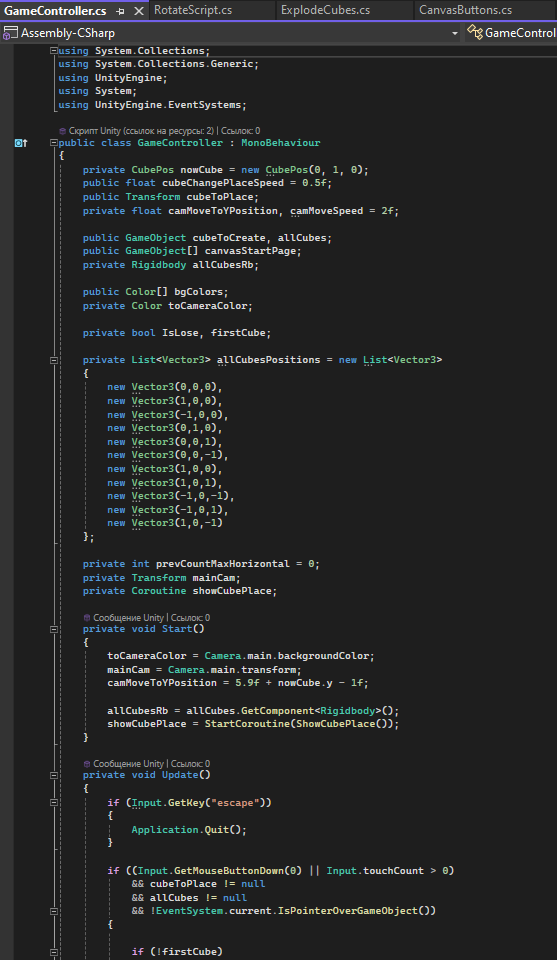 GameController.cs RotateScript.cs ExplodeCubes.cs CanvasButtons.cs
Assembly-CSharp GameControl
using System.Collections;
using System.Collections.Generic;
using UnityEngine;
using System;
using UnityEngine.EventSystems;
Скрипт Unity (ссылок на ресурсы: 2) | Ссылок: 0
public class GameController : MonoBehaviour
{
private CubePos nowCube = new CubePos(0, 1, 0);
public float cubeChangePlaceSpeed = 0.5f;
public Transform cubeToPlace;
private float camMoveToYPosition, camMoveSpeed = 2f;
public GameObject cubeToCreate, allCubes;
public GameObject[] canvasStartPage;
private Rigidbody allCubesRb;
public Color[] bgColors;
private Color toCameraColor;
private bool IsLose, firstCube;
private List<Vector3> allCubesPositions = new List<Vector3>
{
new Vector3(0,0,0),
new Vector3(1,0,0),
new Vector3(-1,0,0),
new Vector3(0,1,0),
new Vector3(0,0,1),
new Vector3(0,0,-1),
new Vector3(1,0,0),
new Vector3(1,0,1),
new Vector3(-1,0,-1),
new Vector3(-1,0,1),
new Vector3(1,0,-1)
};
private int prevCountMaxHorizontal = 0;
private Transform mainCam;
private Coroutine showCubePlace;
Сообщение Unity | Ссылок: 0
private void Start()
{
toCameraColor = Camera.main.backgroundColor;
mainCam = Camera.main.transform;
camMoveToYPosition = 5.9f + nowCube.y - 1f;
allCubesRb = allCubes.GetComponent<Rigidbody>();
showCubePlace = StartCoroutine(ShowCubePlace());
}
Сообщение Unity | Ссылок: 0
private void Update()
{
if (Input.GetKey("escape"))
{
Application.Quit();
}
if ((Input.GetMouseButtonDown(0) || Input.touchCount > 0)
&& cubeToPlace != null
&& allCubes != null
&& !EventSystem.current.IsPointerOverGameObject())
{
if (!firstCube)